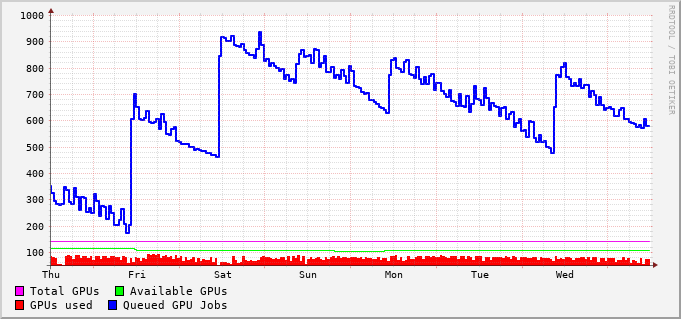 1000
900
800
700
600
500
400
300
200
100
Thu Fri Sat Sun Mon Tue Wed
Total GPUs Available GPUs
GPUs used Queued GPU Jobs
RRDTOOL / TOBI OETIKER